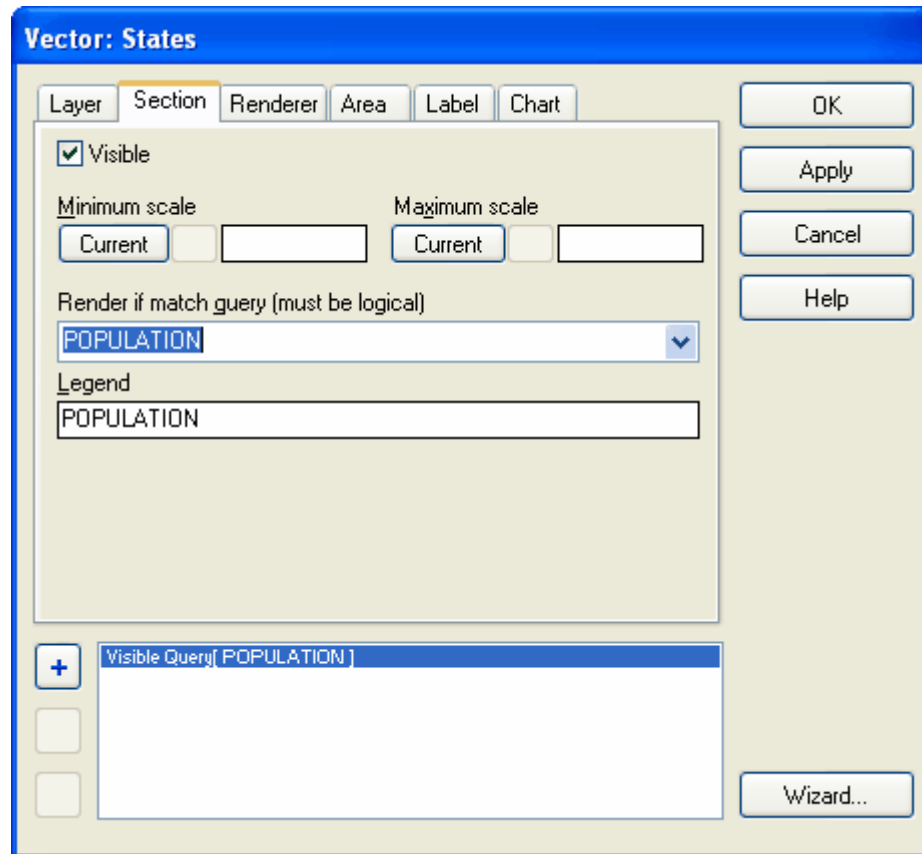 Vector: States
Layer Section Renderer Area Label Chart
OK
Visible
Apply
Minimum scale Maximum scale
Current Current
Cancel
Help
Render if match query (must be logical)
POPULATION
Legend
POPULATION
+
Visible Query[ POPULATION ]
Wizard...